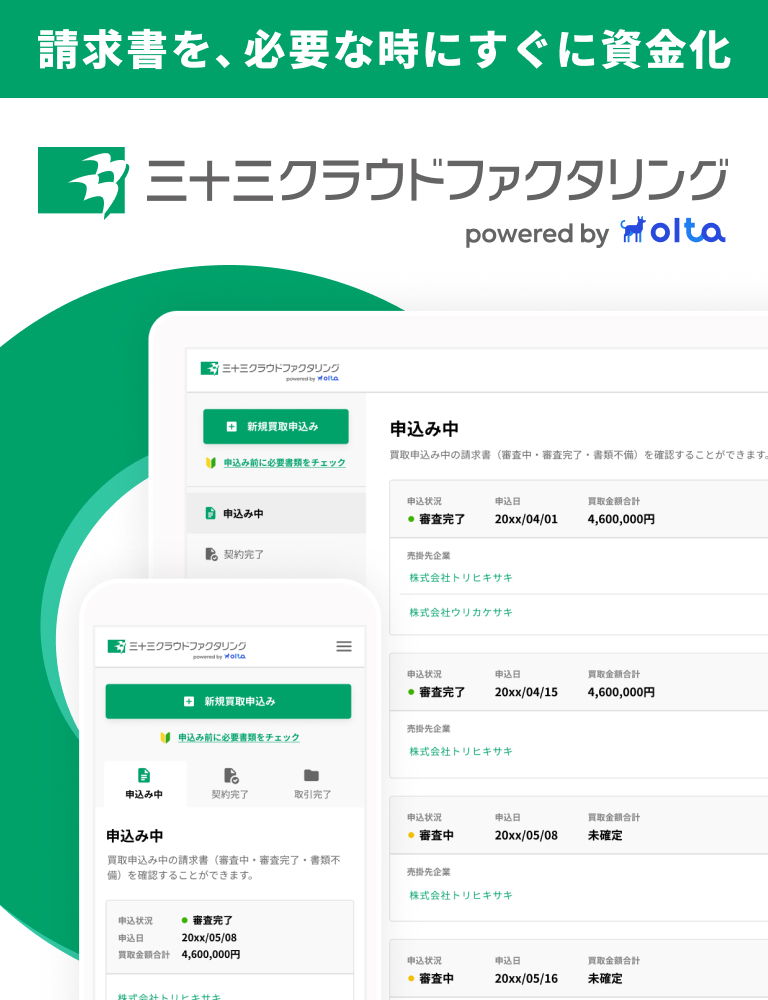 請求書を、必要な時にすぐに資金化
三十三クラウドファクタリング
powered by olta
三十三クラウドファクタリング
powered by olta
新規買取申込み
申込み前に必要書類をチェック
申込み中
契約完了
申込み中
買取申込み中の請求書（審査中・審査完了・書類不備）を確認することができます。
申込状況 申込日 買取金額合計
審査完了 20xx/04/01 4,600,000円
売掛先企業
株式会社トリヒキサキ
株式会社ウリカケサキ
申込状況 申込日 買取金額合計
審査完了 20xx/04/15 4,600,000円
売掛先企業
株式会社トリヒキサキ
申込状況 申込日 買取金額合計
審査中 20xx/05/08 未確定
売掛先企業
株式会社トリヒキサキ
申込状況 申込日 買取金額合計
審査中 20xx/05/16 未確定
三十三クラウドファクタリング
powered by olta
新規買取申込み
申込み前に必要書類をチェック
申込み中 契約完了 取引完了
申込み中
買取申込み中の請求書（審査中・審査完了・書類不
備）を確認することができます。
申込状況 審査完了
申込日 20xx/05/08
買取金額合計 4,600,000円
株式会社トリヒキサキ